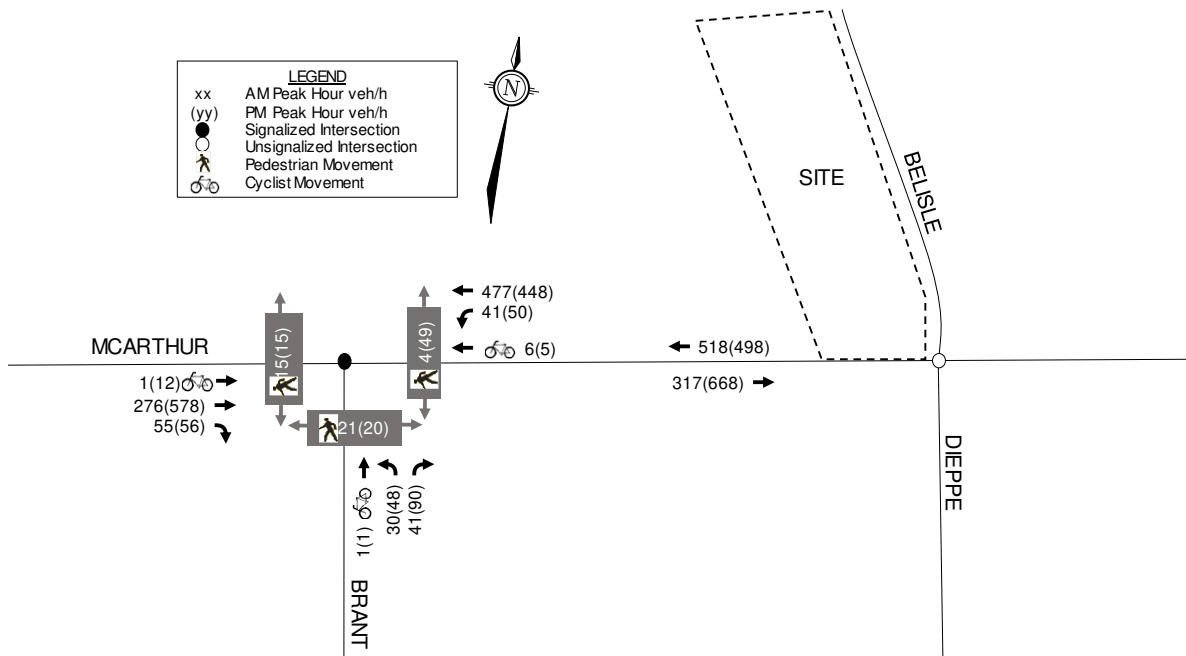 LEGEND
xx AM Peak Hour veh/h
(yy) PM Peak Hour veh/h
Signalized Intersection
Unsignalized Intersection
Pedestrian Movement
Cyclist Movement
N
SITE
BELISLE
477(448)
41(50)
6(5)
MCARTHUR
15(15)
4(49)
518(498)
317(668)
1(12)
276(578)
55(56)
21(20)
1(1)
30(48)
41(90)
BRANT
DIEPPE